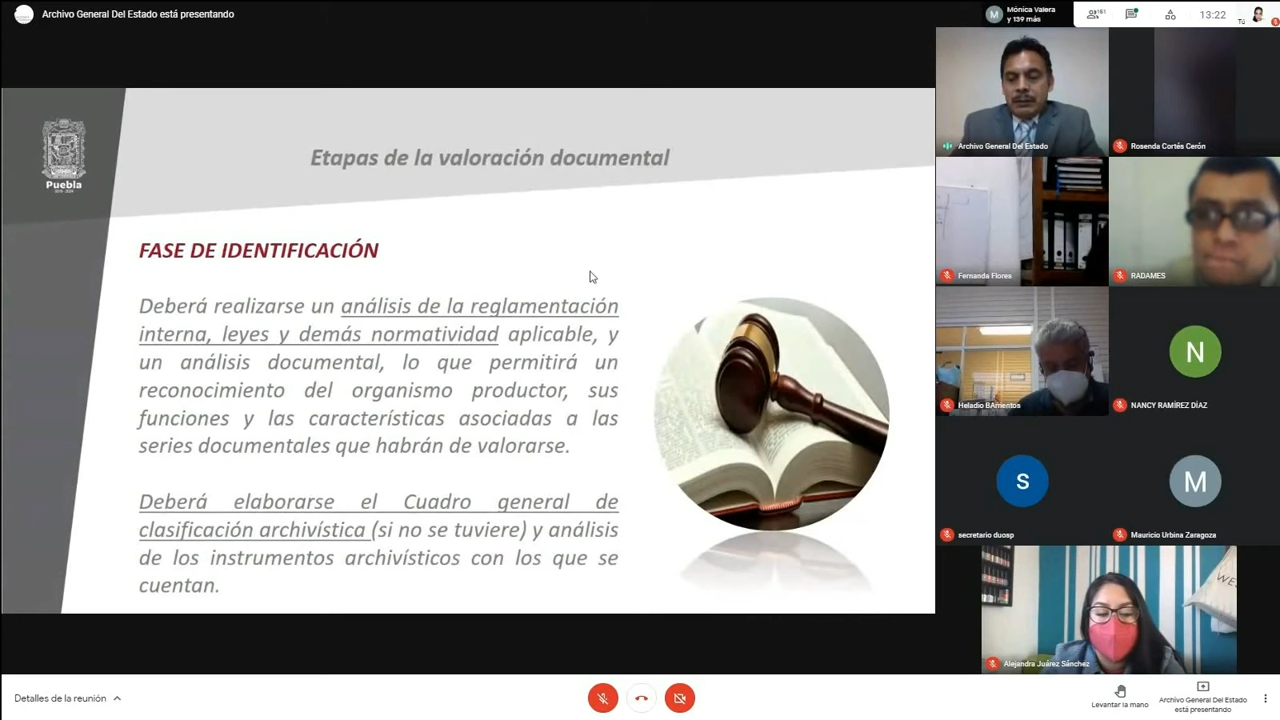 Archivo General Del Estado está presentando
M
Mónica Valera
y 139 más
161
13:22
Tú
Puebla
Etapas de la valoración documental
FASE DE IDENTIFICACIÓN
Deberá realizarse un análisis de la reglamentación
interna, leyes y demás normatividad aplicable, y
un análisis documental, lo que permitirá un
reconocimiento del organismo productor, sus
funciones y las características asociadas a las
series documentales que habrán de valorarse.
Deberá elaborarse el Cuadro general de
clasificación archivística (si no se tuviere) y análisis
de los instrumentos archivísticos con los que se
cuentan.
Archivo General Del Estado
Rosenda Cortés Cerón
Fernanda Flores
RADAMES
Heladio BArrientos
N
NANCY RAMÍREZ DÍAZ
S
secretario duosp
M
Mauricio Urbina Zaragoza
Alejandra Juárez Sánchez
Detalles de la reunión
Levantar la mano
Archivo General Del Estado
está presentando